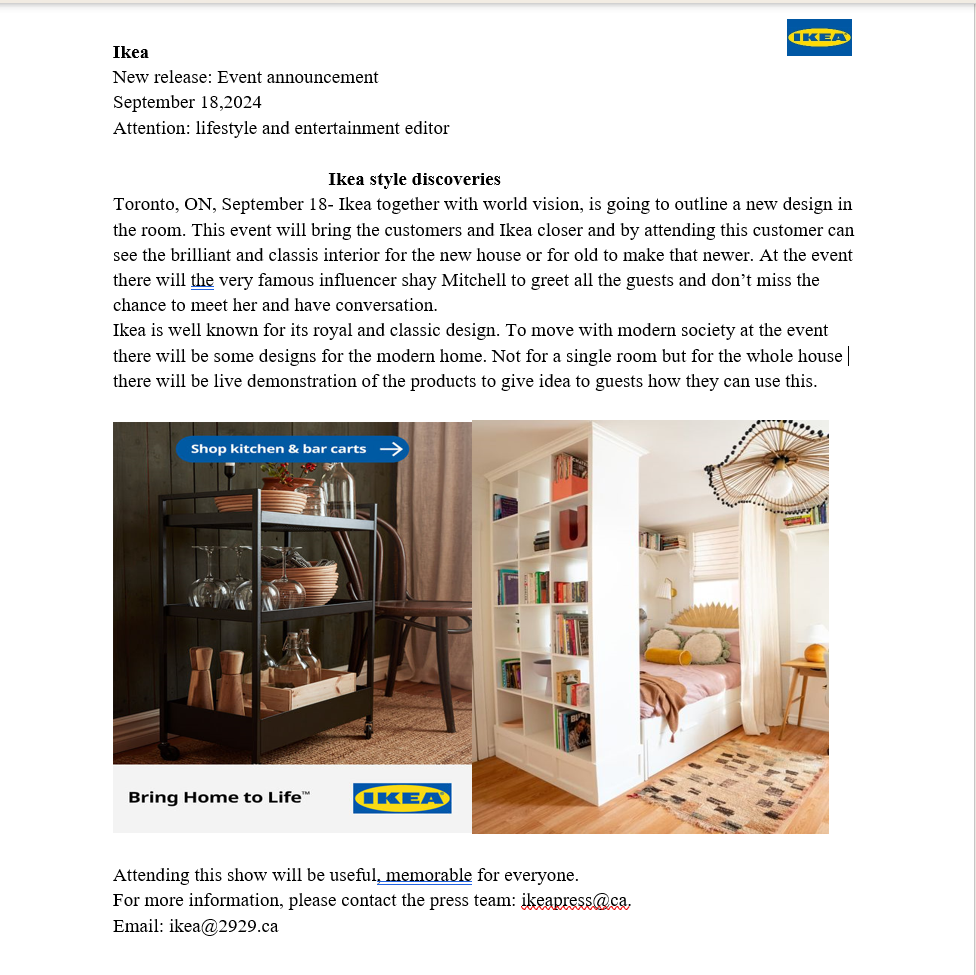 IKEA
Ikea
New release: Event announcement
September 18,2024
Attention: lifestyle and entertainment editor
Ikea style discoveries
Toronto, ON, September 18- Ikea together with world vision, is going to outline a new design in
the room. This event will bring the customers and Ikea closer and by attending this customer can
see the brilliant and classis interior for the new house or for old to make that newer. At the event
there will the very famous influencer shay Mitchell to greet all the guests and don’t miss the
chance to meet her and have conversation.
Ikea is well known for its royal and classic design. To move with modern society at the event
there will be some designs for the modern home. Not for a single room but for the whole house
there will be live demonstration of the products to give idea to guests how they can use this.
Shop kitchen & bar carts
U
Bring Home to Life™
IKEA
Attending this show will be useful, memorable for everyone.
For more information, please contact the press team: ikeapress@ca.
Email: ikea@2929.ca